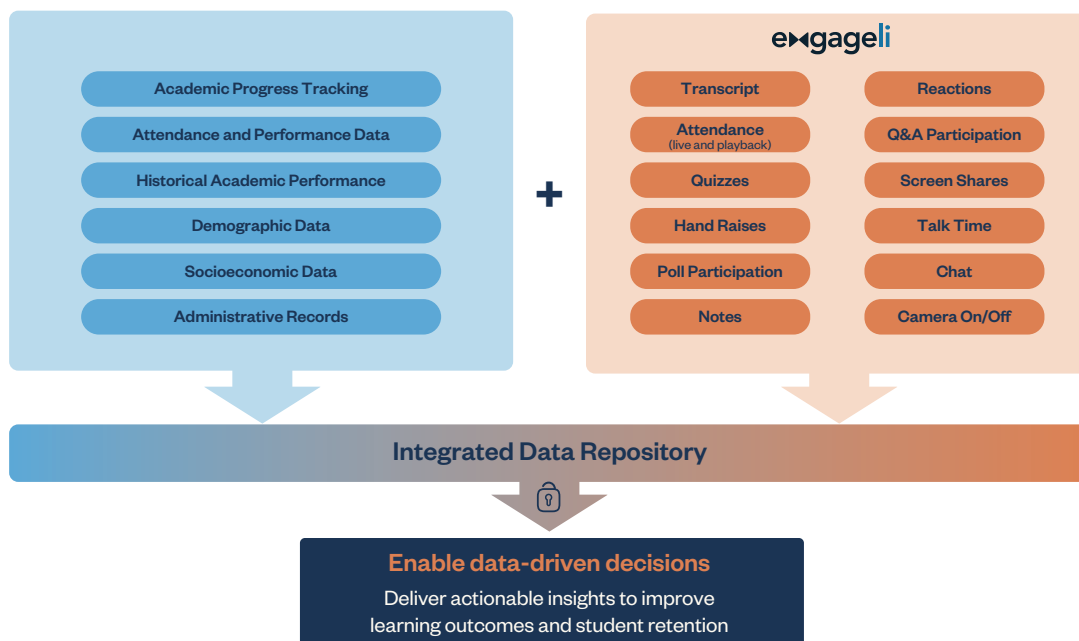 engageli
Academic Progress Tracking
Attendance and Performance Data
Historical Academic Performance
Demographic Data
Socioeconomic Data
Administrative Records
+
Transcript
Attendance
(live and playback)
Quizzes
Hand Raises
Poll Participation
Notes
Reactions
Q&A Participation
Screen Shares
Talk Time
Chat
Camera On/Off
Integrated Data Repository
Enable data-driven decisions
Deliver actionable insights to improve
learning outcomes and student retention